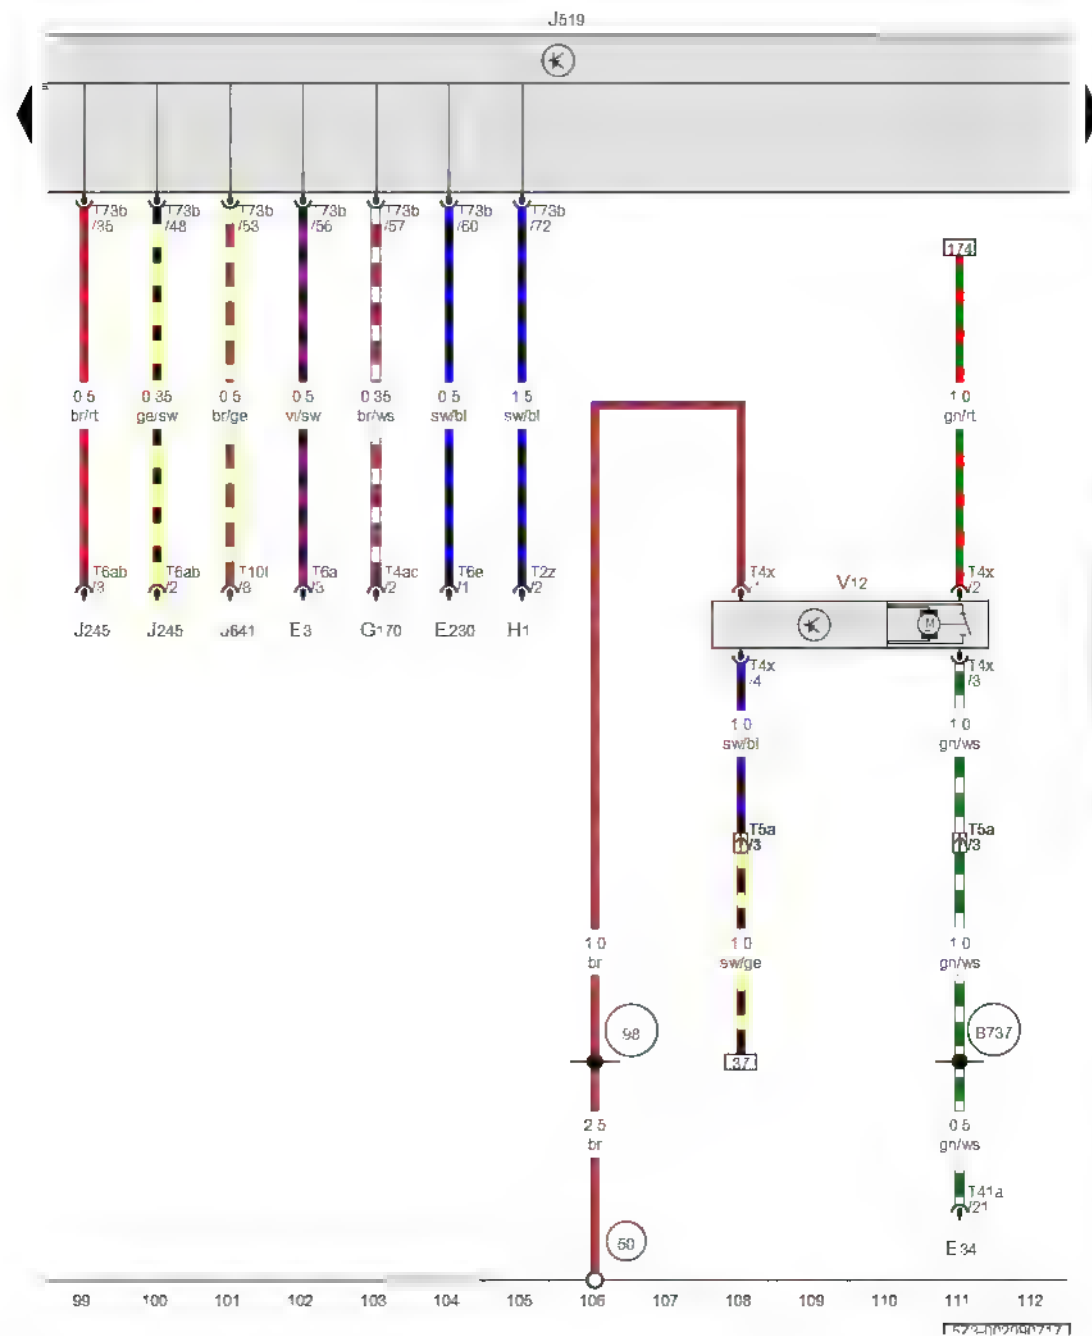 J519
T73b T73b T73b T73b T73b T73b T73b
/35 /48 /53 /56 /57 /60 /72
174
0 5 0 35 0 5 0 5 0 35 0 5 1 5 1 0
br/rt ge/sw br/ge vi/sw br/ws sw/bl sw/bl gn/rt
T6ab T6ab T10l T6a T4ac T6e T2z T4x V12 T4x
/3 /2 /8 /3 /2 /1 /2 /2
M
J245 J245 J641 E3 G170 E230 H1
T4x T4x
/4 /3
1 0 1 0
sw/bl gn/ws
T5a T5a
/3 /3
1 0 1 0 1 0
br sw/ge gn/ws
98 B737
37
2 5 0 5
br gn/ws
T41a
/21
50 E34
99 100 101 102 103 104 105 106 107 108 109 110 111 112
573-002090717